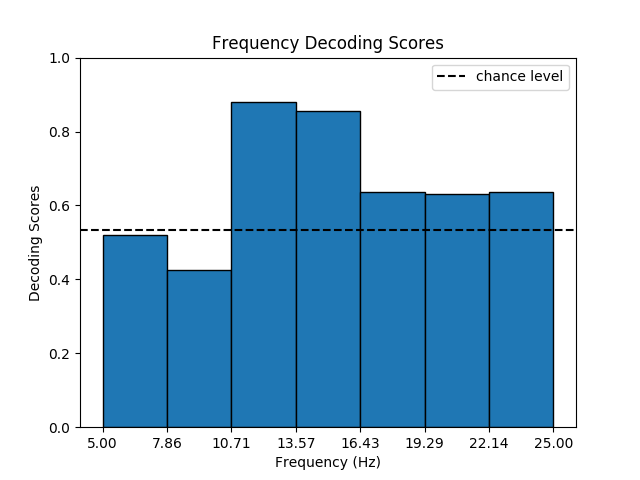 Frequency Decoding Scores
chance level
1.0
0.8
0.6
0.4
0.2
0.0
Decoding Scores
5.00 7.86 10.71 13.57 16.43 19.29 22.14 25.00
Frequency (Hz)